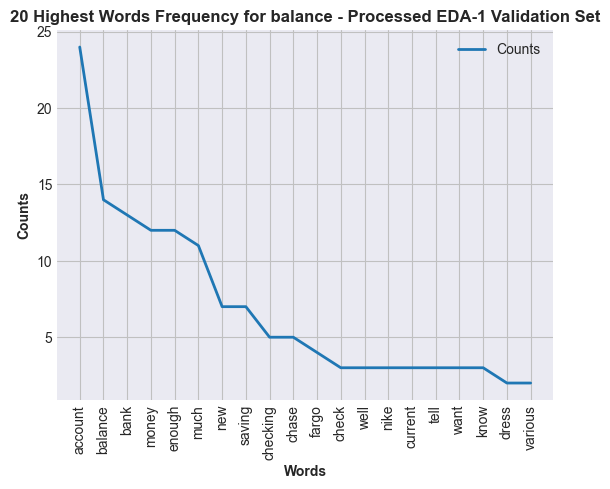 20 Highest Words Frequency for balance - Processed EDA-1 Validation Set
Counts
25
20
15
10
5
Counts
account
balance
bank
money
enough
much
new
saving
checking
chase
fargo
check
well
nike
current
tell
want
know
dress
various
Words